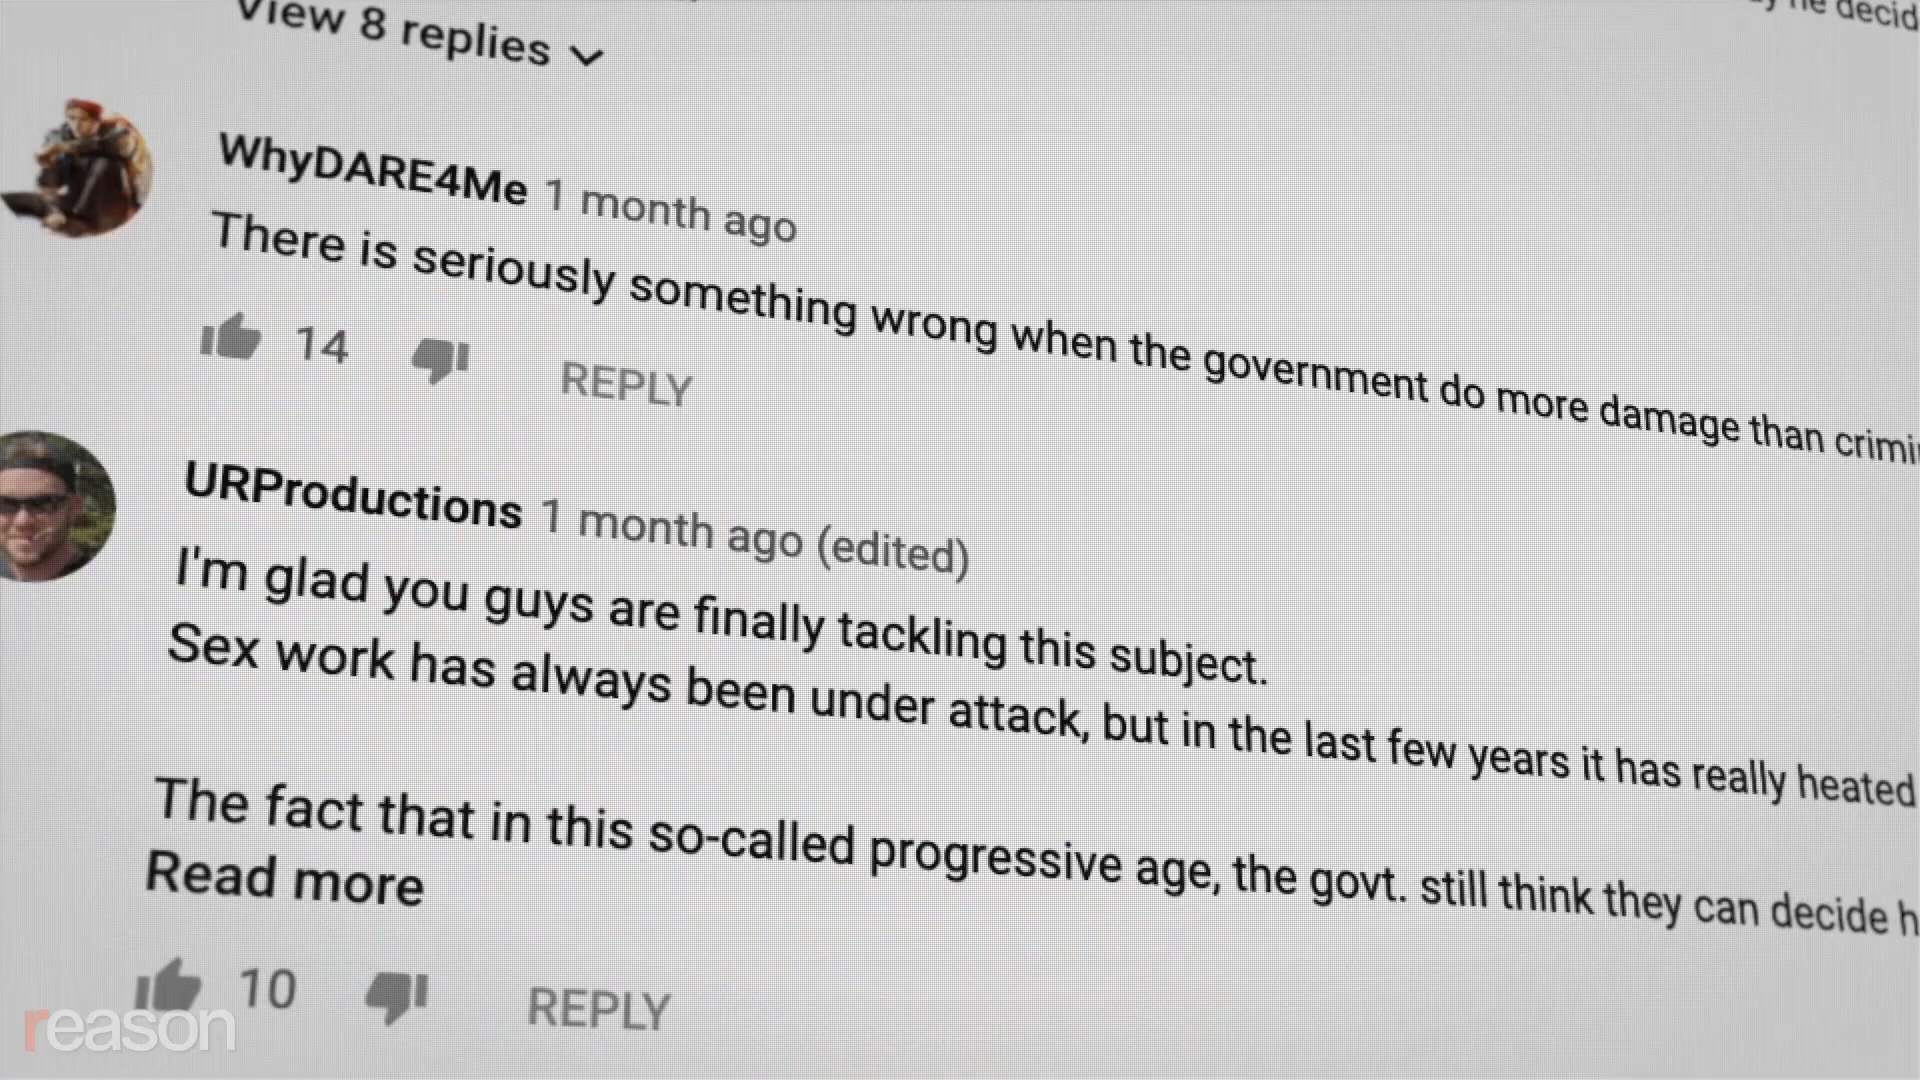 View 8 replies
he decid
WhyDARE4Me 1 month ago
There is seriously something wrong when the government do more damage than crimi
14 REPLY
URProductions 1 month ago (edited)
I'm glad you guys are finally tackling this subject.
Sex work has always been under attack, but in the last few years it has really heated
The fact that in this so-called progressive age, the govt. still think they can decide h
Read more
10 REPLY
reason